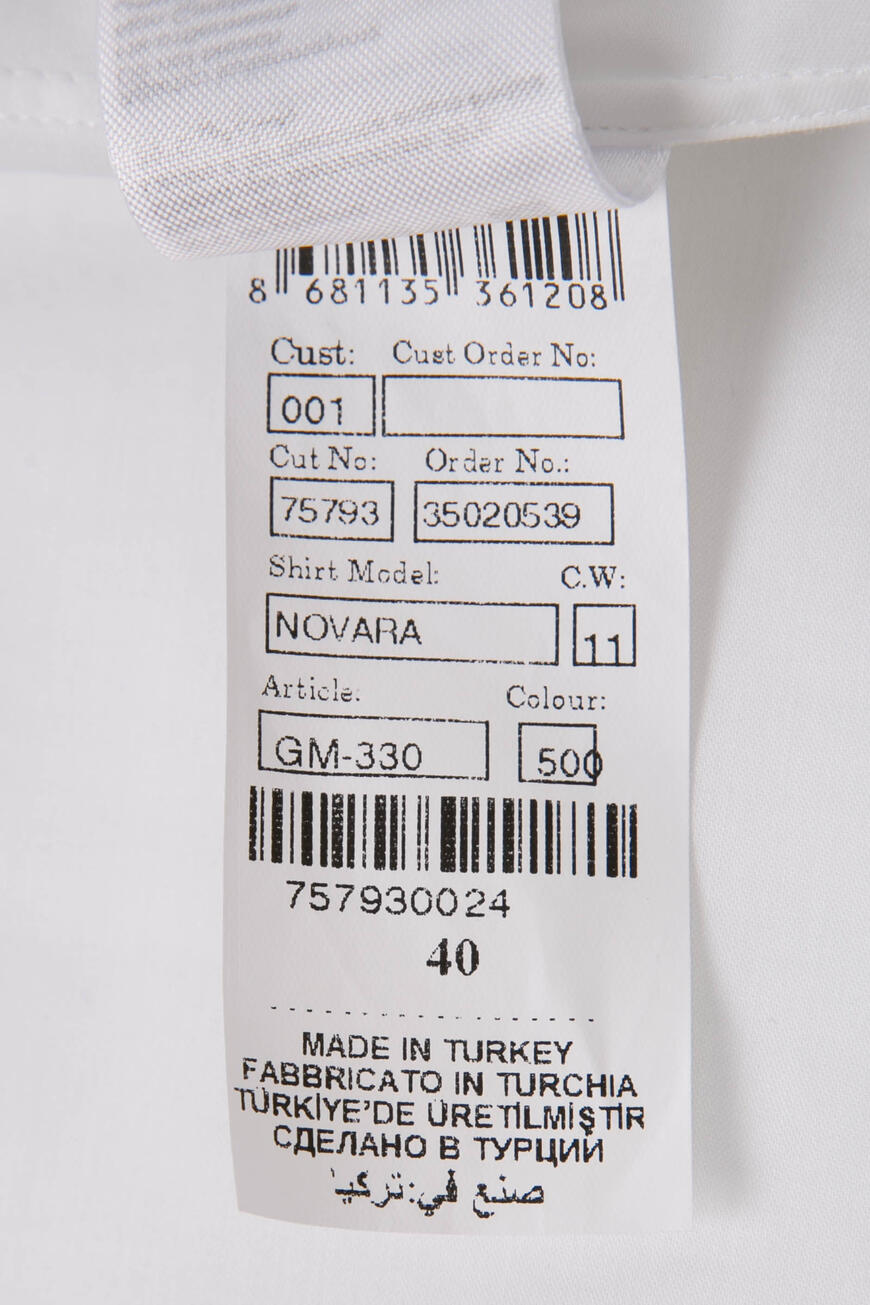 8 681135 361208
Cust: Cust Order No:
001
Cut No: Order No.:
75793 35020539
Shirt Model: C.W:
NOVARA 11
Article: Colour:
GM-330 500
757930024
40
MADE IN TURKEY
FABBRICATO IN TURCHIA
TÜRKİYE'DE ÜRETİLMİŞTİR
СДЕЛАНО В ТУРЦИИ
صنع في:تركيا